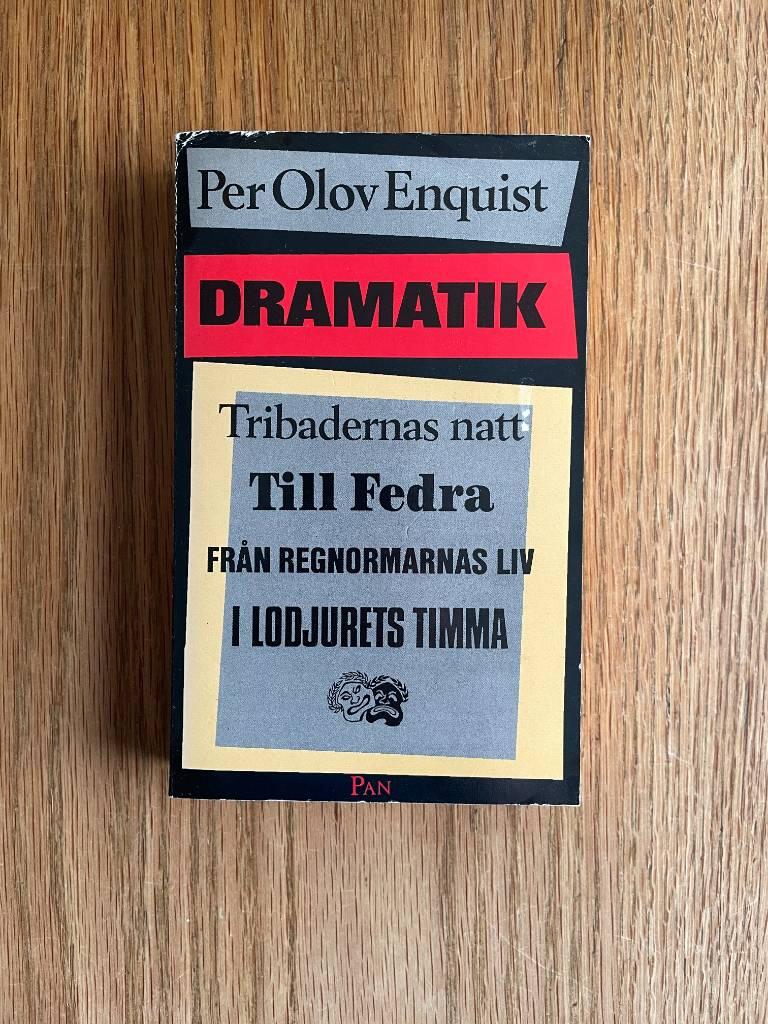 Per Olov Enquist
DRAMATIK
Tribadernas natt
Till Fedra
FRÅN REGNORMARNAS LIV
I LODJURETS TIMMA
PAN